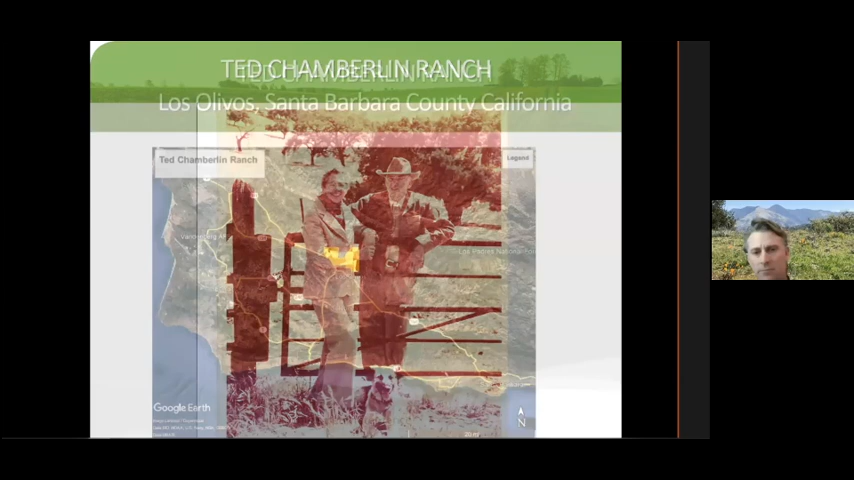 TED CHAMBERLIN RANCH
Los Olivos, Santa Barbara County California
Ted Chamberlin Ranch
Legend
Google Earth
N